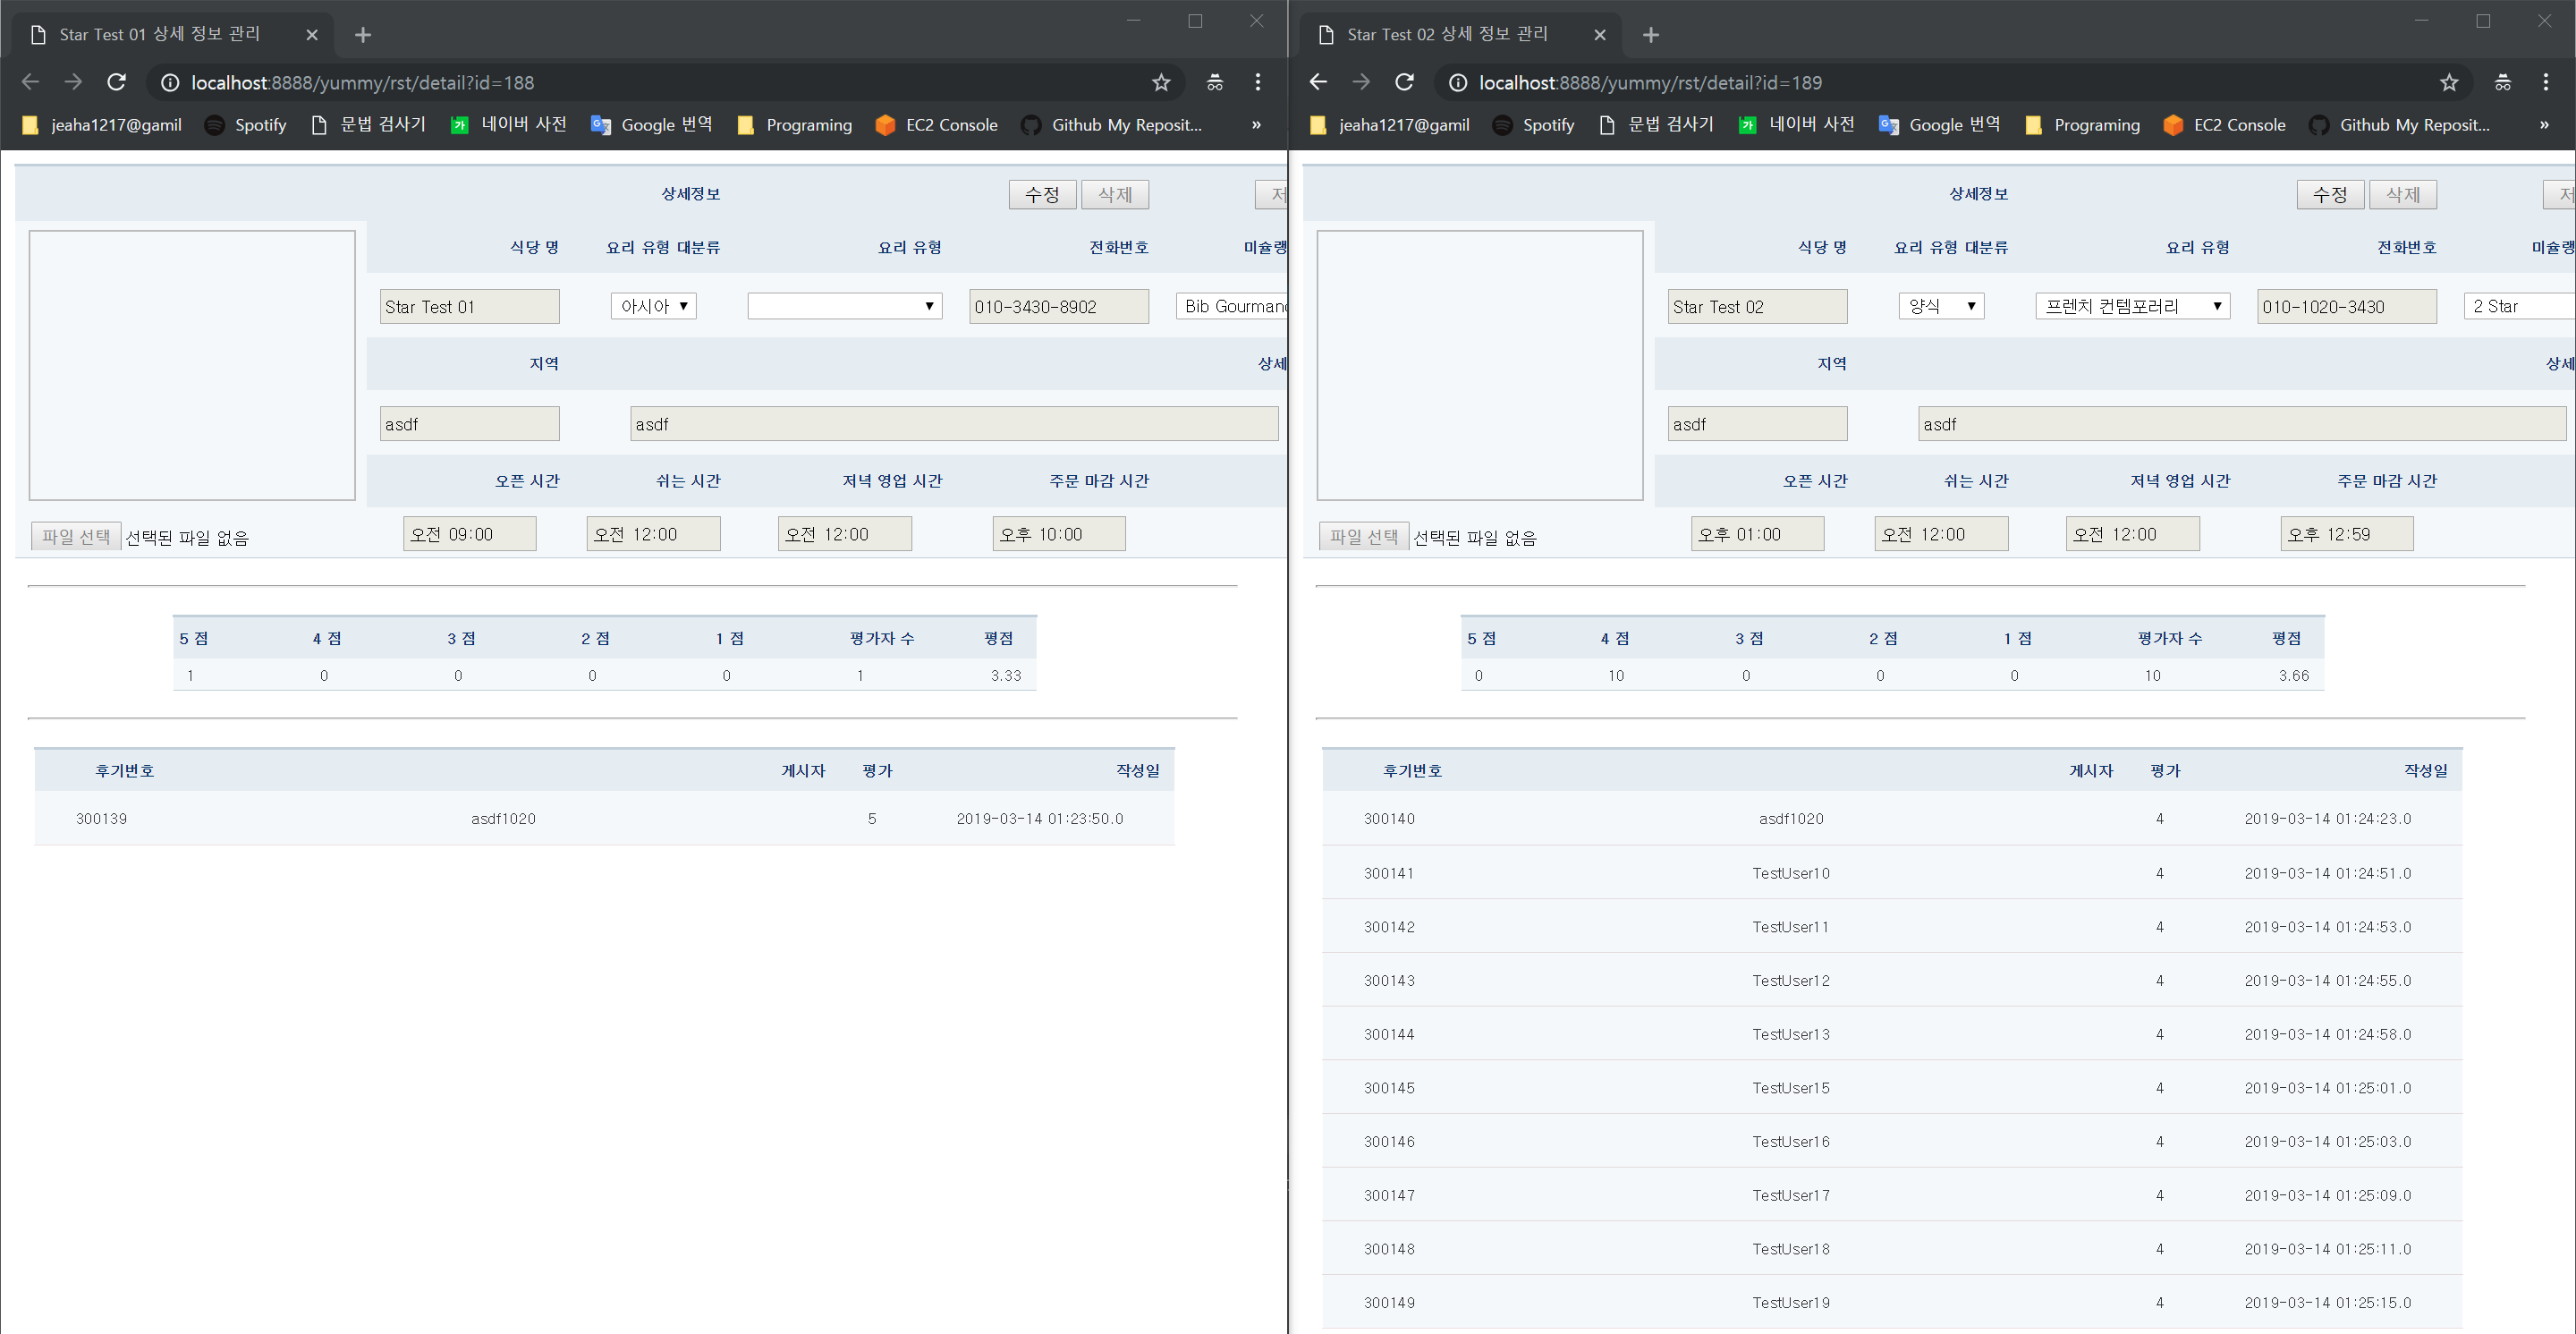 Star Test 01 상세 정보 관리
localhost:8888/yummy/rst/detail?id=188
jeaha1217@gamil Spotify 문법 검사기 네이버 사전 Google 번역 Programing EC2 Console Github My Reposit... »
상세정보 수정 삭제
식당 명 요리 유형 대분류 요리 유형 전화번호 미슐랭
Star Test 01 아시아 010-3430-8902 Bib Gourmand
지역 상세
asdf asdf
오픈 시간 쉬는 시간 저녁 영업 시간 주문 마감 시간
파일 선택 선택된 파일 없음 오전 09:00 오전 12:00 오전 12:00 오후 10:00
5 점 4 점 3 점 2 점 1 점 평가자 수 평점
1 0 0 0 0 1 3.33
후기번호 게시자 평가 작성일
300139 asdf1020 5 2019-03-14 01:23:50.0
Star Test 02 상세 정보 관리
localhost:8888/yummy/rst/detail?id=189
jeaha1217@gamil Spotify 문법 검사기 네이버 사전 Google 번역 Programing EC2 Console Github My Reposit... »
상세정보 수정 삭제
식당 명 요리 유형 대분류 요리 유형 전화번호 미슐랭
Star Test 02 양식 프렌치 컨템포러리 010-1020-3430 2 Star
지역 상세
asdf asdf
오픈 시간 쉬는 시간 저녁 영업 시간 주문 마감 시간
파일 선택 선택된 파일 없음 오후 01:00 오전 12:00 오전 12:00 오후 12:59
5 점 4 점 3 점 2 점 1 점 평가자 수 평점
0 10 0 0 0 10 3.66
후기번호 게시자 평가 작성일
300140 asdf1020 4 2019-03-14 01:24:23.0
300141 TestUser10 4 2019-03-14 01:24:51.0
300142 TestUser11 4 2019-03-14 01:24:53.0
300143 TestUser12 4 2019-03-14 01:24:55.0
300144 TestUser13 4 2019-03-14 01:24:58.0
300145 TestUser15 4 2019-03-14 01:25:01.0
300146 TestUser16 4 2019-03-14 01:25:03.0
300147 TestUser17 4 2019-03-14 01:25:09.0
300148 TestUser18 4 2019-03-14 01:25:11.0
300149 TestUser19 4 2019-03-14 01:25:15.0